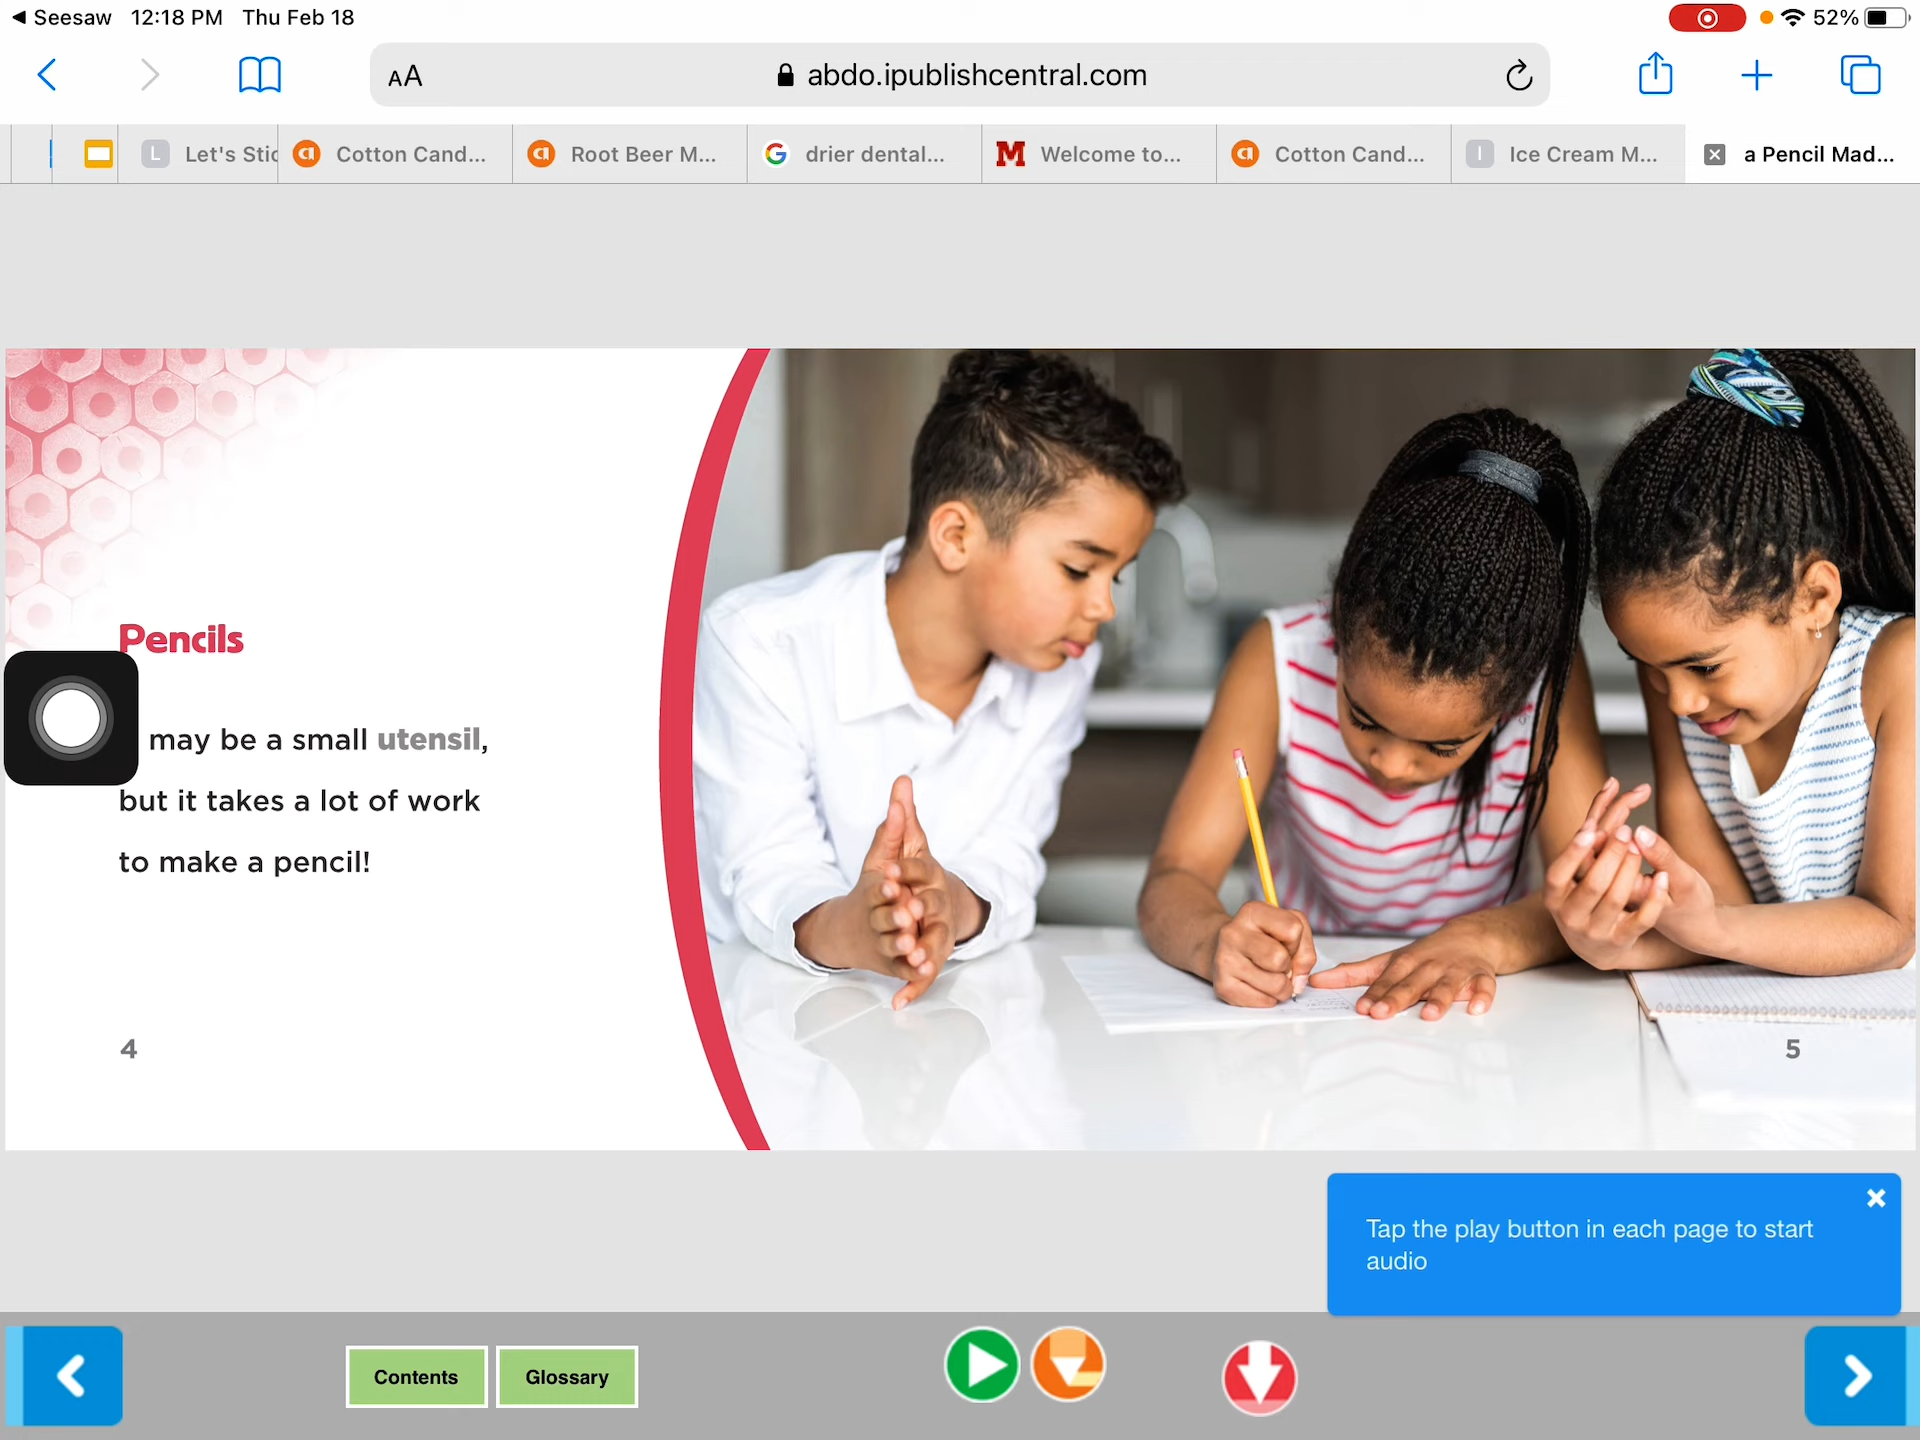 Seesaw 12:18 PM Thu Feb 18 52%
AA abdo.ipublishcentral.com
L Let's Stic Cotton Cand... Root Beer M... drier dental... Welcome to... Cotton Cand... I Ice Cream M... a Pencil Mad...
Pencils
may be a small utensil,
but it takes a lot of work
to make a pencil!
4
5
Tap the play button in each page to start
audio
Contents Glossary